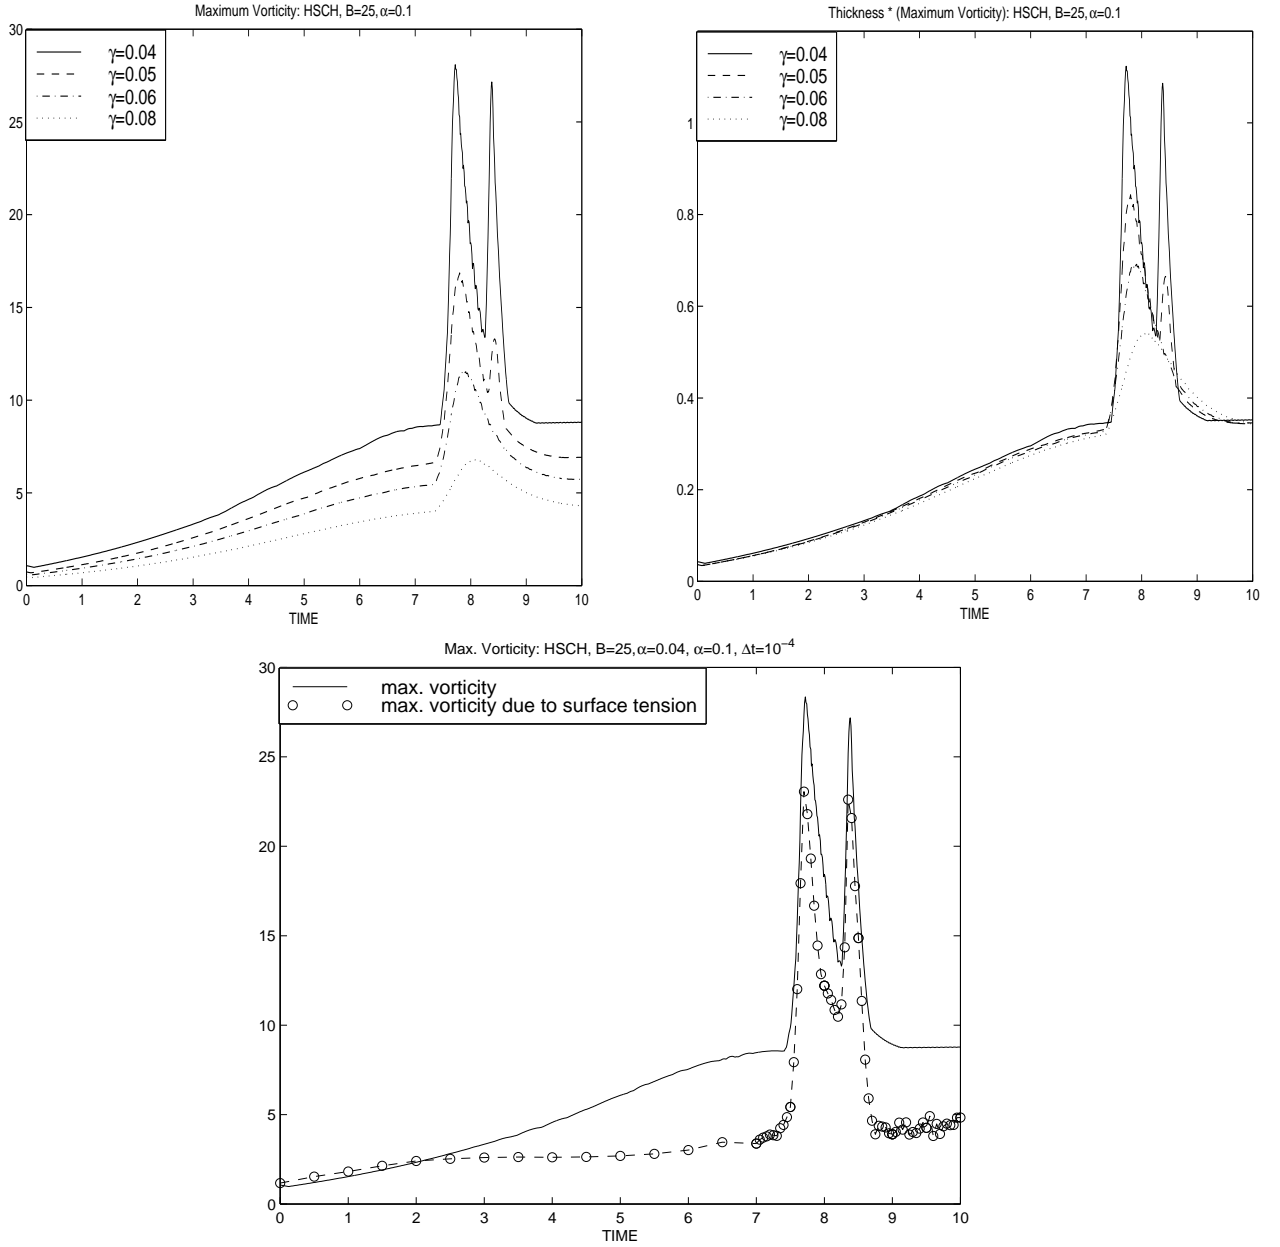 Maximum Vorticity: HSCH, B=25,α=0.1
30
25
20
15
10
5
0
γ=0.04
γ=0.05
γ=0.06
γ=0.08
0 1 2 3 4 5 6 7 8 9 10
TIME
Thickness * (Maximum Vorticity): HSCH, B=25,α=0.1
1
0.8
0.6
0.4
0.2
0
γ=0.04
γ=0.05
γ=0.06
γ=0.08
0 1 2 3 4 5 6 7 8 9 10
TIME
Max. Vorticity: HSCH, B=25,α=0.04, α=0.1, Δt=10⁻⁴
30
25
20
15
10
5
0
max. vorticity
max. vorticity due to surface tension
0 1 2 3 4 5 6 7 8 9 10
TIME